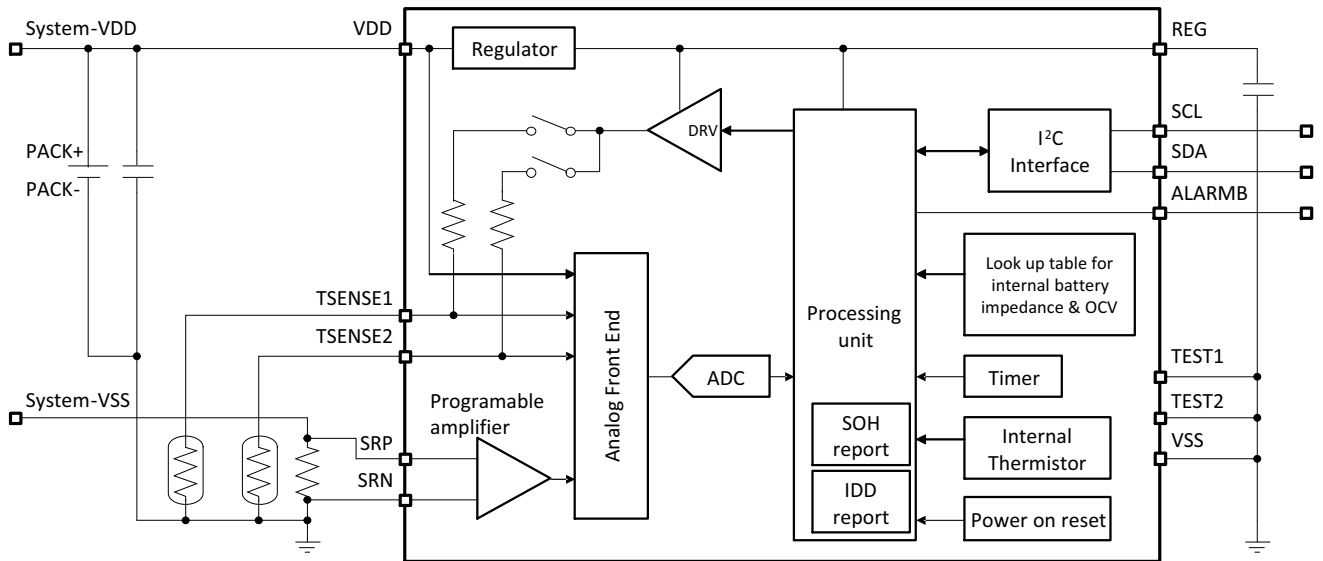 System-VDD
VDD
REG
Regulator
DRV
SCL
I²C
Interface
SDA
PACK+
PACK-
ALARMB
Look up table for
internal battery
impedance & OCV
TSENSE1
TSENSE2
Analog Front End
Processing
unit
ADC
Timer
TEST1
TEST2
VSS
System-VSS
Programable
amplifier
SRP
SRN
SOH
report
Internal
Thermistor
IDD
report
Power on reset